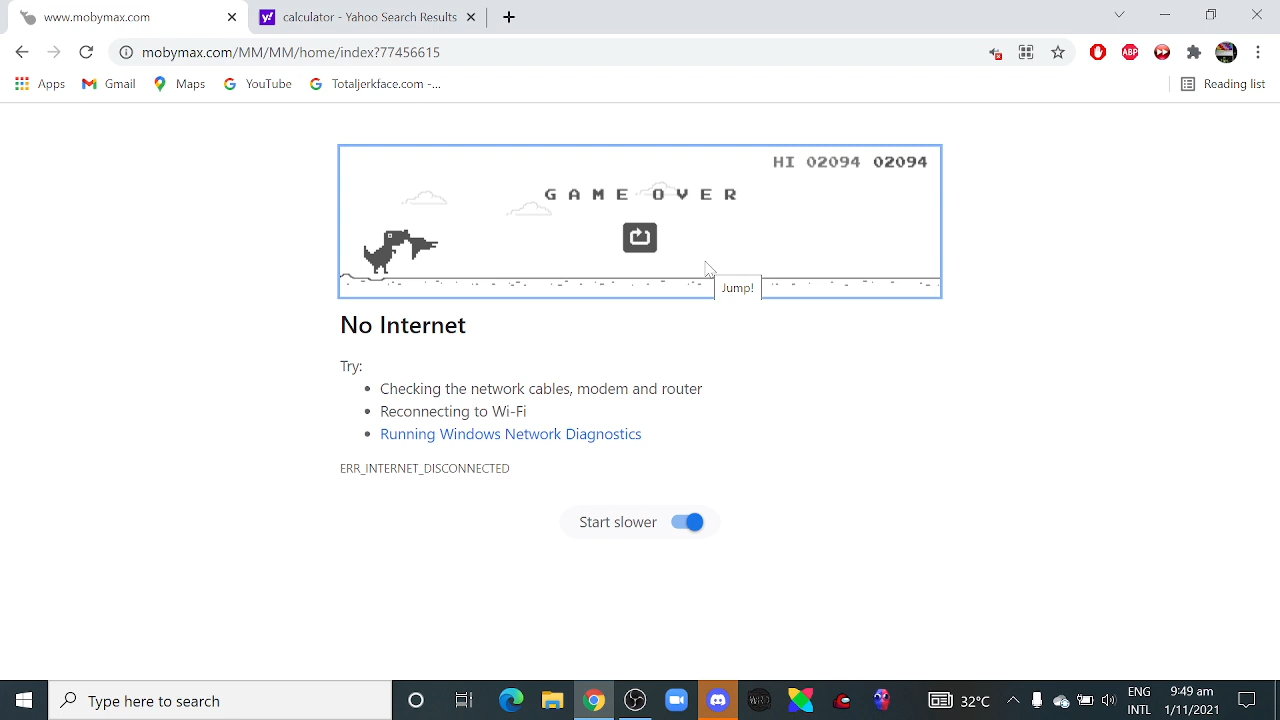 www.mobymax.com
calculator - Yahoo Search Results
mobymax.com/MM/MM/home/index?77456615
ABP
Apps
Gmail
Maps
YouTube
Totaljerkface.com -...
Reading list
HI 02094 02094
GAME OVER
Jump!
No Internet
Try:
• Checking the network cables, modem and router
• Reconnecting to Wi-Fi
• Running Windows Network Diagnostics
ERR_INTERNET_DISCONNECTED
Start slower
Type here to search
32°C
ENG
INTL
9:49 am
1/11/2021